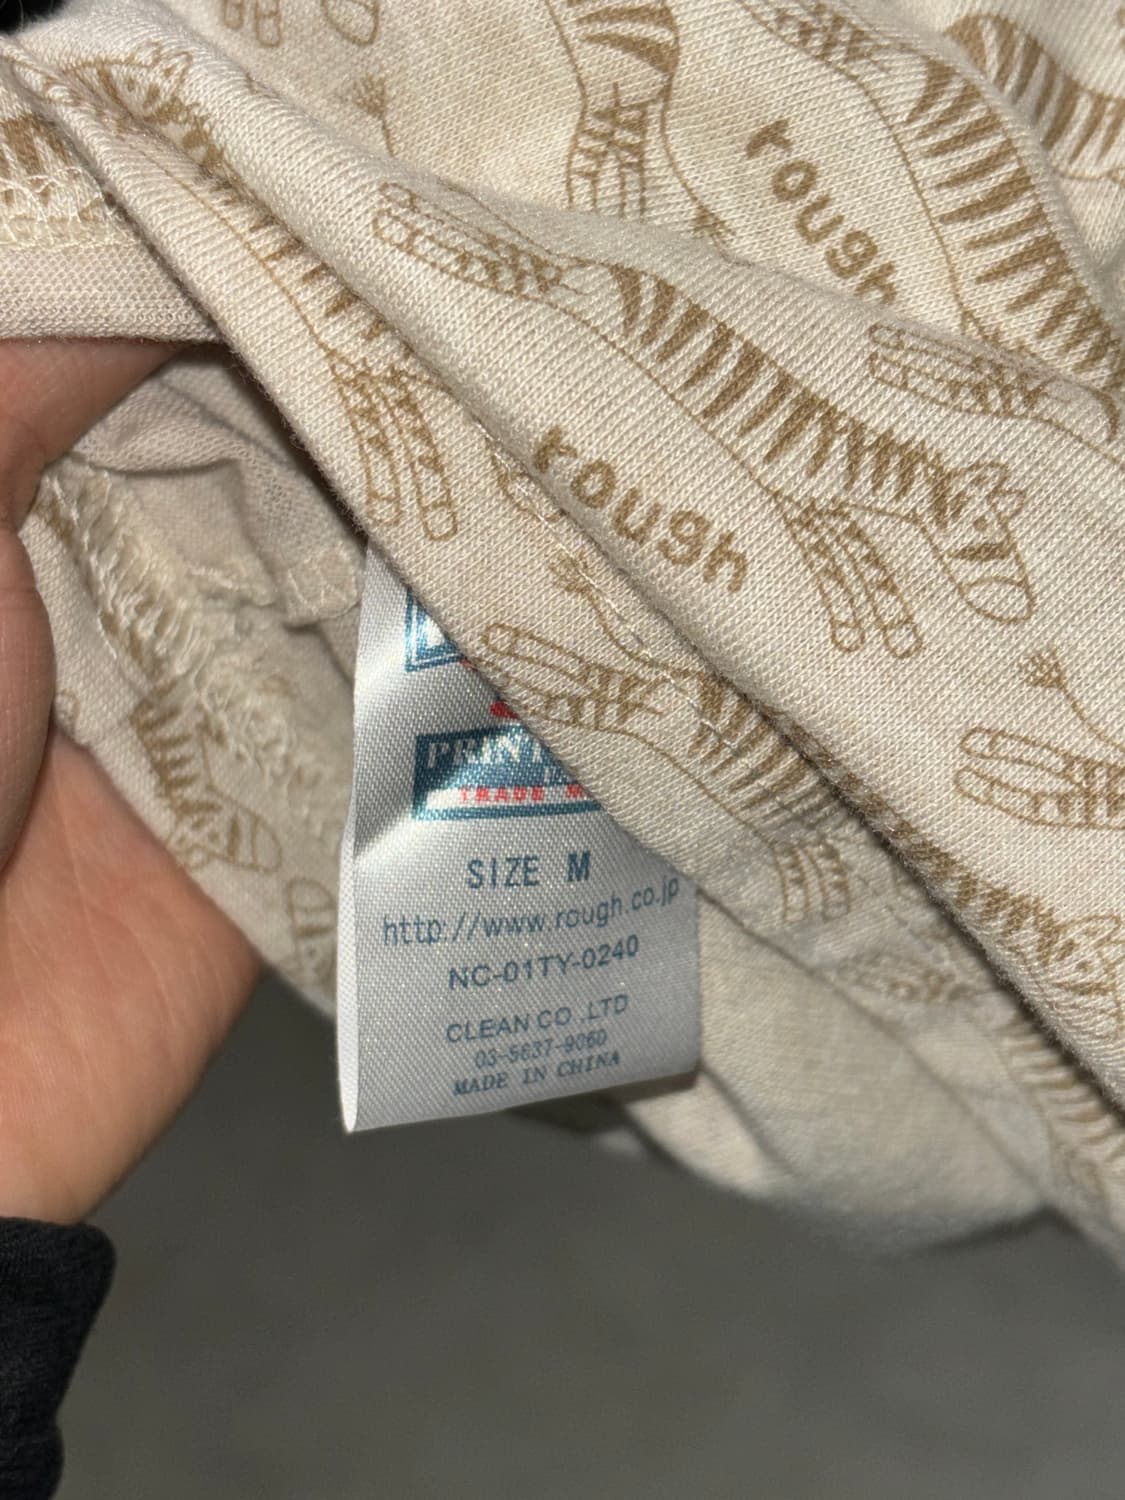 rough
rough
PRINT
TRADE
SIZE M
http://www.rough.co.jp
NC-01TY-0240
CLEAN CO.,LTD
03-5637-9060
MADE IN CHINA